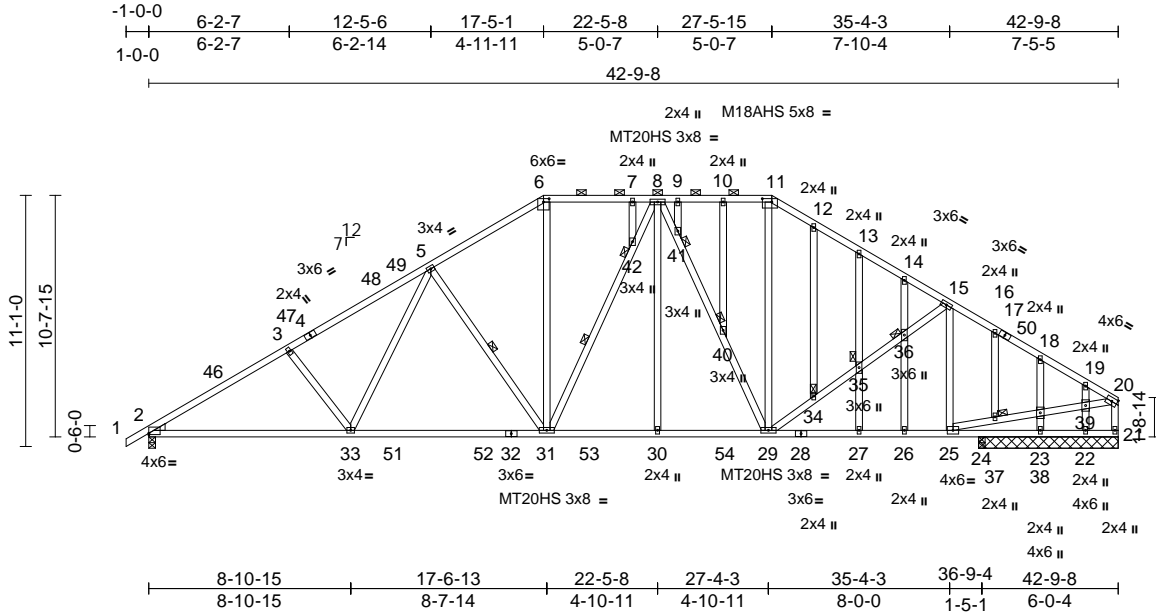 -1-0-0 6-2-7 12-5-6 17-5-1 22-5-8 27-5-15 35-4-3 42-9-8
1-0-0 6-2-7 6-2-14 4-11-11 5-0-7 5-0-7 7-10-4 7-5-5
42-9-8
2x4 || M18AHS 5x8 =
MT20HS 3x8 =
6x6= 2x4 || 2x4 ||
6 7 8 9 10 11
2x4 ||
12
2x4 || 3x6
13
12
7
3x4
5
2x4 ||
14
3x6
49
3x6
48
42 41
15
2x4 ||
16
2x4
47 4
3x4 ||
3x4 ||
17 2x4 ||
50
4x6
3
40
36
18
2x4 ||
19
3x4 ||
35 3x6 ||
20
46
34
3x6 ||
39
1 2
21
11-1-0
10-7-15
0-6-0
1-8-14
33 51 52 32 31 53 30 54 29 28 27 26 25 24 23 22
37 38
4x6= 3x4= 3x6= 2x4 || MT20HS 3x8 = 2x4 || 4x6= 2x4 ||
MT20HS 3x8 = 3x6= 2x4 || 2x4 || 4x6 ||
2x4 || 2x4 || 2x4 ||
4x6 ||
8-10-15 17-6-13 22-5-8 27-4-3 35-4-3 36-9-4 42-9-8
8-10-15 8-7-14 4-10-11 4-10-11 8-0-0 1-5-1 6-0-4